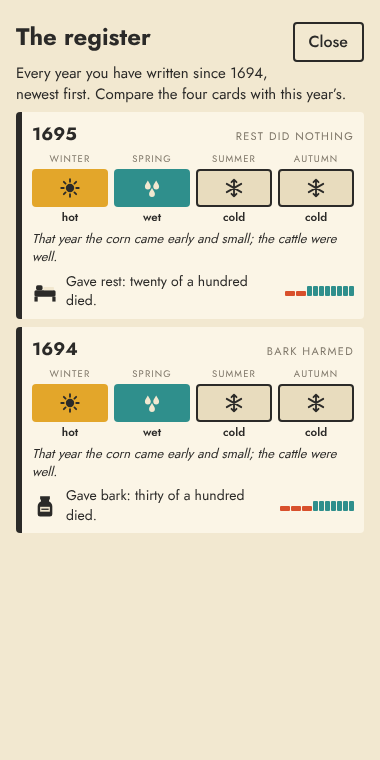 The register
Close
Every year you have written since 1694,
newest first. Compare the four cards with this year's.
1695
REST DID NOTHING
WINTER
SPRING
SUMMER
AUTUMN
hot
wet
cold
cold
That year the corn came early and small; the cattle were
well.
Gave rest: twenty of a hundred
died.
1694
BARK HARMED
WINTER
SPRING
SUMMER
AUTUMN
hot
wet
cold
cold
That year the corn came early and small; the cattle were
well.
Gave bark: thirty of a hundred
died.